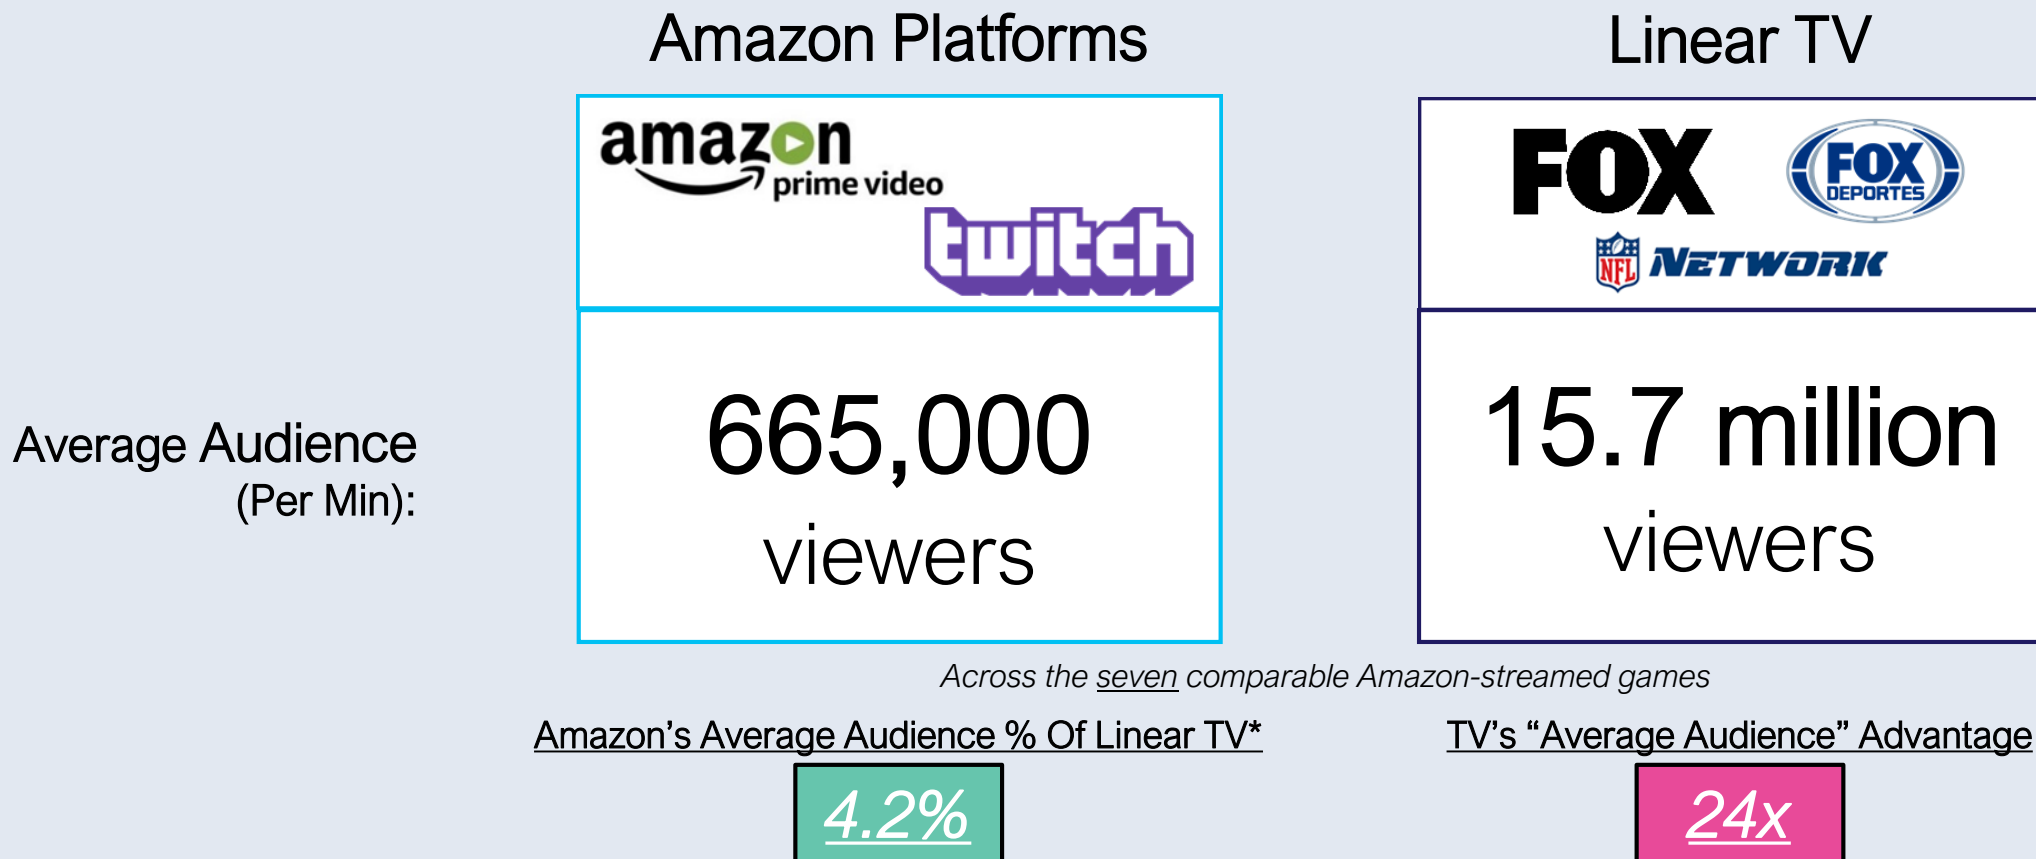 Amazon Platforms
Linear TV
amazon
prime video
twitch
FOX
FOX
DEPORTES
NFL NETWORK
Average Audience
(Per Min):
665,000
viewers
15.7 million
viewers
Across the seven comparable Amazon-streamed games
Amazon's Average Audience % Of Linear TV*
4.2%
TV's “Average Audience” Advantage
24x